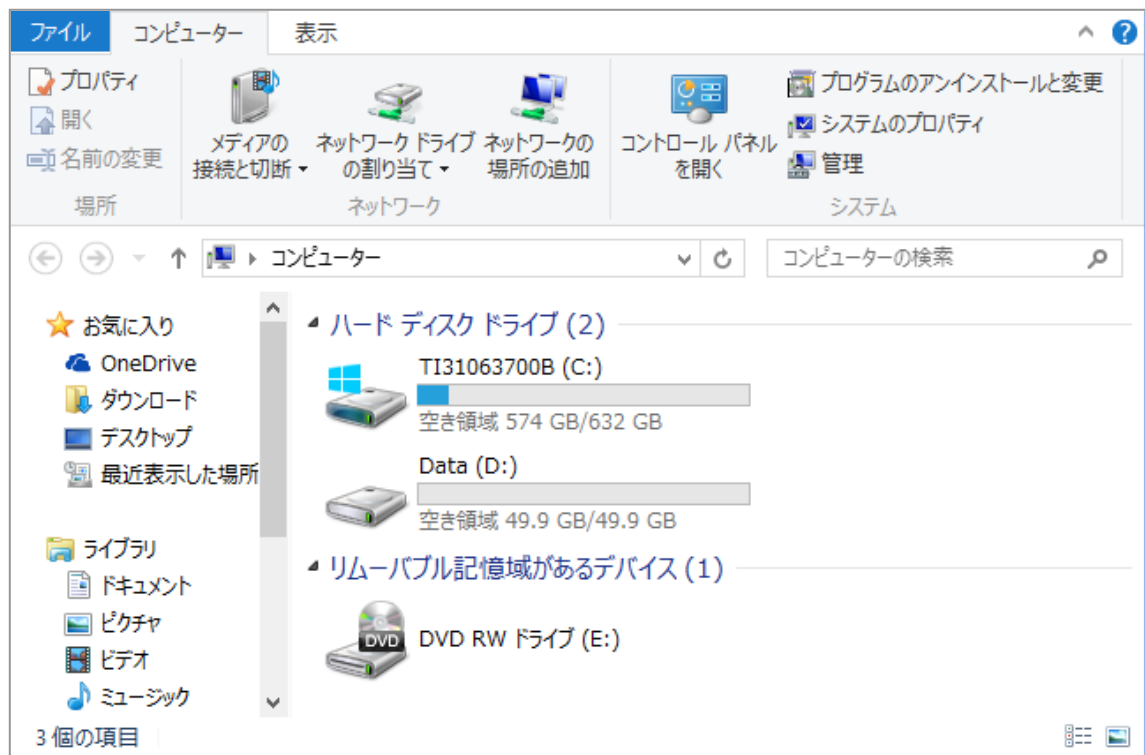 ファイル コンピューター 表示
プロパティ
開く
名前の変更
場所
メディアの
接続と切断
ネットワーク ドライブ
の割り当て
ネットワークの
場所の追加
ネットワーク
コントロール パネル
を開く
プログラムのアンインストールと変更
システムのプロパティ
管理
システム
コンピューター
コンピューターの検索
お気に入り
OneDrive
ダウンロード
デスクトップ
最近表示した場所
ライブラリ
ドキュメント
ピクチャ
ビデオ
ミュージック
ハード ディスク ドライブ (2)
TI31063700B (C:)
空き領域 574 GB/632 GB
Data (D:)
空き領域 49.9 GB/49.9 GB
リムーバブル記憶域があるデバイス (1)
DVD
DVD RW ドライブ (E:)
3 個の項目